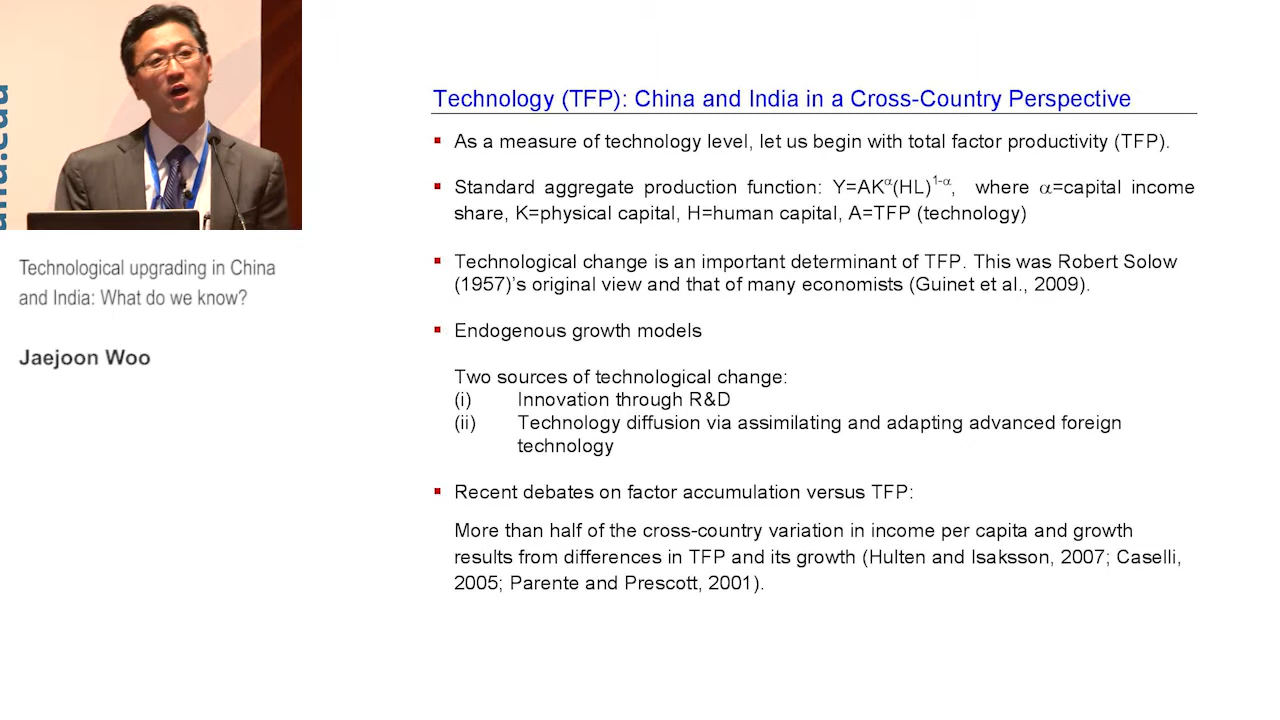 Technology (TFP): China and India in a Cross-Country Perspective
▪ As a measure of technology level, let us begin with total factor productivity (TFP).
▪ Standard aggregate production function: Y=AK^α(HL)^1-α, where α=capital income
share, K=physical capital, H=human capital, A=TFP (technology)
▪ Technological change is an important determinant of TFP. This was Robert Solow
(1957)'s original view and that of many economists (Guinet et al., 2009).
▪ Endogenous growth models
Two sources of technological change:
(i) Innovation through R&D
(ii) Technology diffusion via assimilating and adapting advanced foreign
technology
▪ Recent debates on factor accumulation versus TFP:
More than half of the cross-country variation in income per capita and growth
results from differences in TFP and its growth (Hulten and Isaksson, 2007; Caselli,
2005; Parente and Prescott, 2001).
Technological upgrading in China
and India: What do we know?
Jaejoon Woo